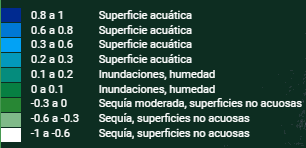 0.8 a 1 Superficie acuática
0.6 a 0.8 Superficie acuática
0.3 a 0.6 Superficie acuática
0.2 a 0.3 Superficie acuática
0.1 a 0.2 Inundaciones, humedad
0 a 0.1 Inundaciones, humedad
-0.3 a 0 Sequía moderada, superficies no acuosas
-0.6 a -0.3 Sequía, superficies no acuosas
-1 a -0.6 Sequía, superficies no acuosas